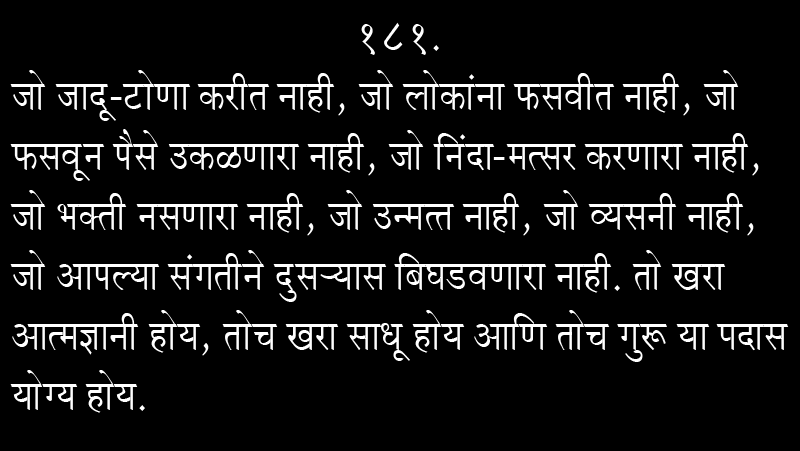 १८१.
जो जादू-टोणा करीत नाही, जो लोकांना फसवीत नाही, जो
फसवून पैसे उकळणारा नाही, जो निंदा-मत्सर करणारा नाही,
जो भक्ती नसणारा नाही, जो उन्मत्त नाही, जो व्यसनी नाही,
जो आपल्या संगतीने दुसऱ्यास बिघडवणारा नाही. तो खरा
आत्मज्ञानी होय, तोच खरा साधू होय आणि तोच गुरू या पदास
योग्य होय.